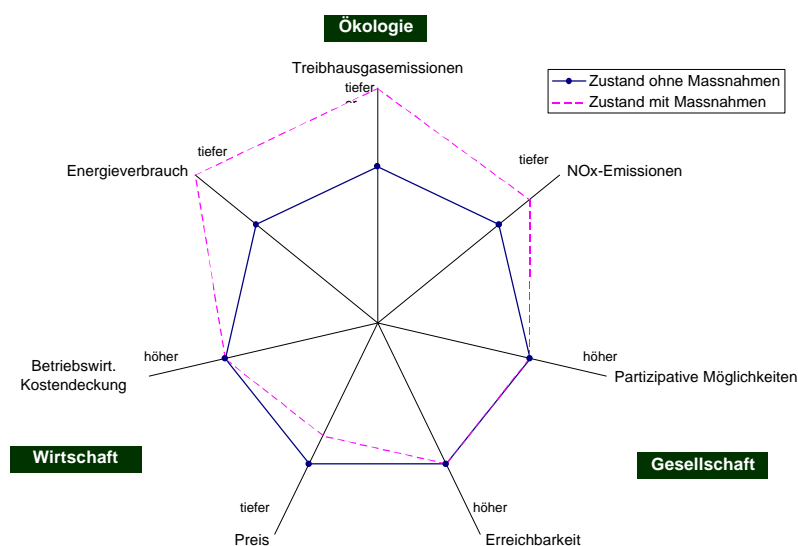 Ökologie
Treibhausgasemissionen
tiefer
Zustand ohne Massnahmen
Zustand mit Massnahmen
tiefer
Energieverbrauch
tiefer
NOx-Emissionen
höher
Betriebswirt.
Kostendeckung
höher
Partizipative Möglichkeiten
Wirtschaft
Gesellschaft
tiefer
Preis
höher
Erreichbarkeit